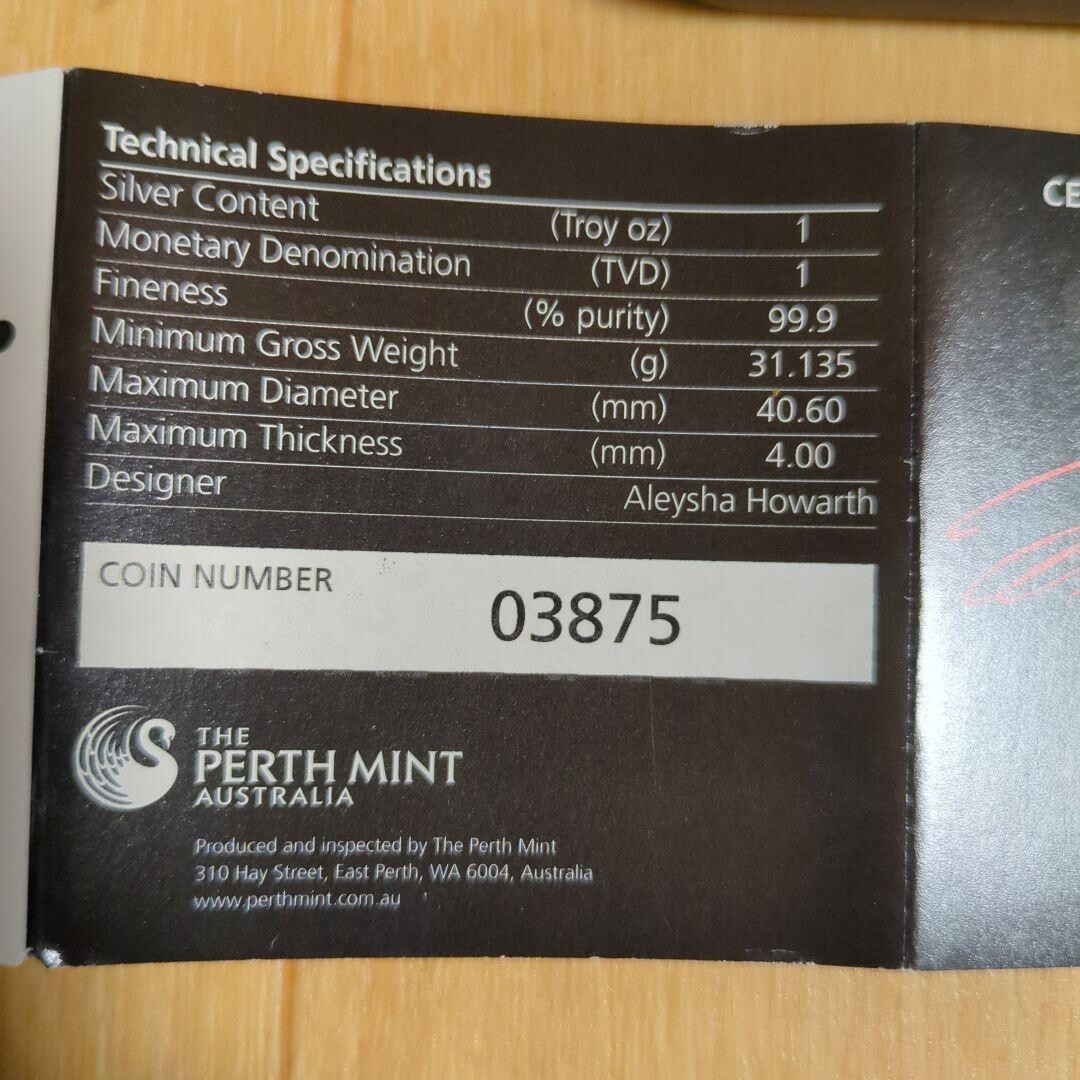 Technical Specifications
Silver Content (Troy oz) 1
Monetary Denomination (TVD) 1
Fineness (% purity) 99.9
Minimum Gross Weight (g) 31.135
Maximum Diameter (mm) 40.60
Maximum Thickness (mm) 4.00
Designer Aleysha Howarth
COIN NUMBER 03875
THE
PERTH MINT
AUSTRALIA
Produced and inspected by The Perth Mint
310 Hay Street, East Perth, WA 6004, Australia
www.perthmint.com.au
CE